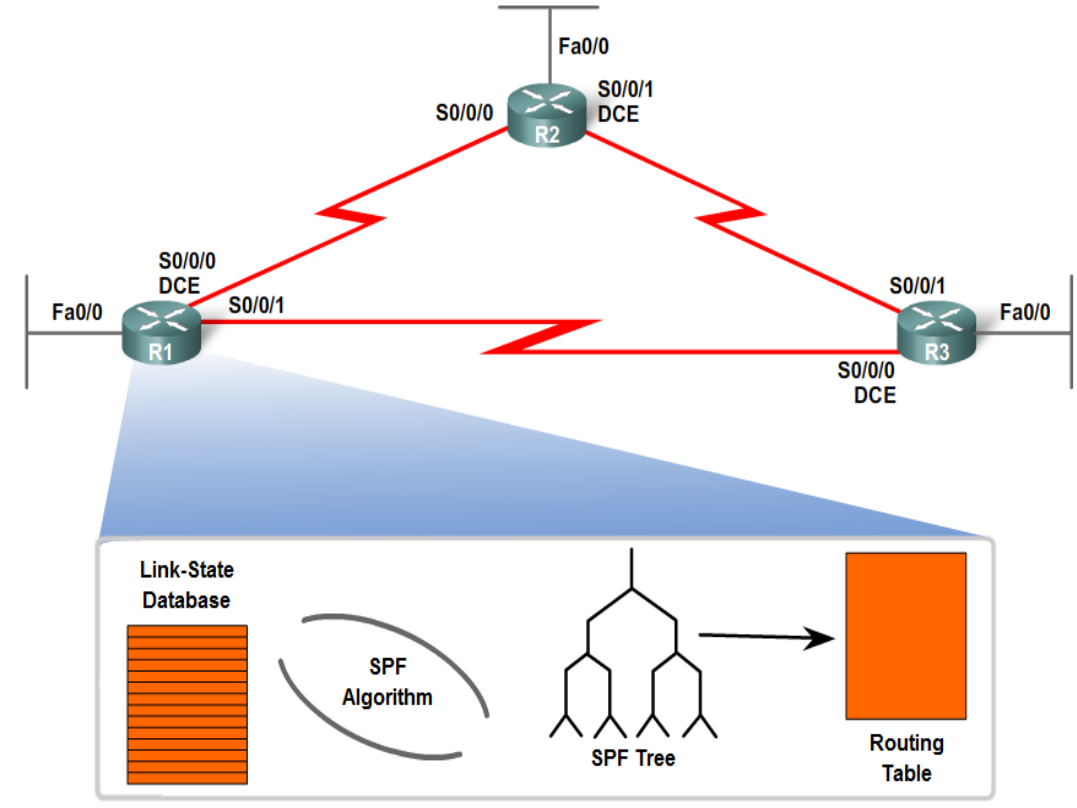 Fa0/0
S0/0/0
S0/0/1
DCE
R2
S0/0/0
DCE
S0/0/1
Fa0/0
R1
S0/0/1
Fa0/0
R3
S0/0/0
DCE
Link-State
Database
SPF
Algorithm
SPF Tree
Routing
Table